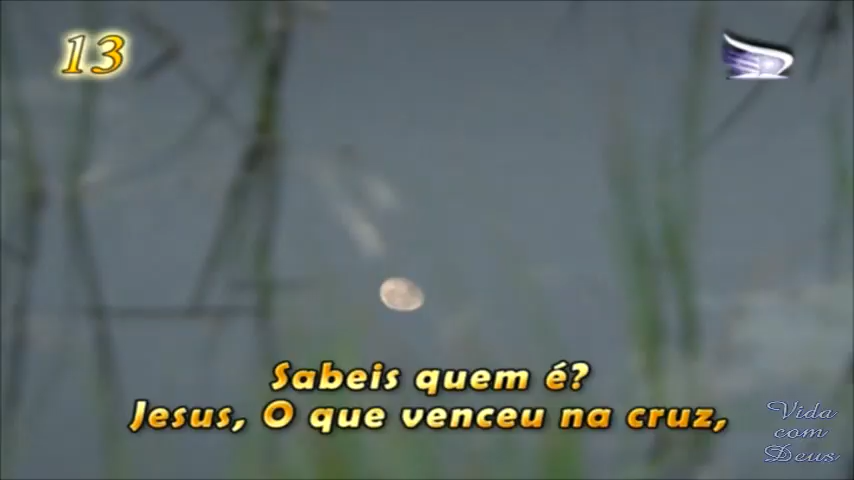 13
Sabeis quem é?
Jesus, O que venceu na cruz,
Vida
com
Deus